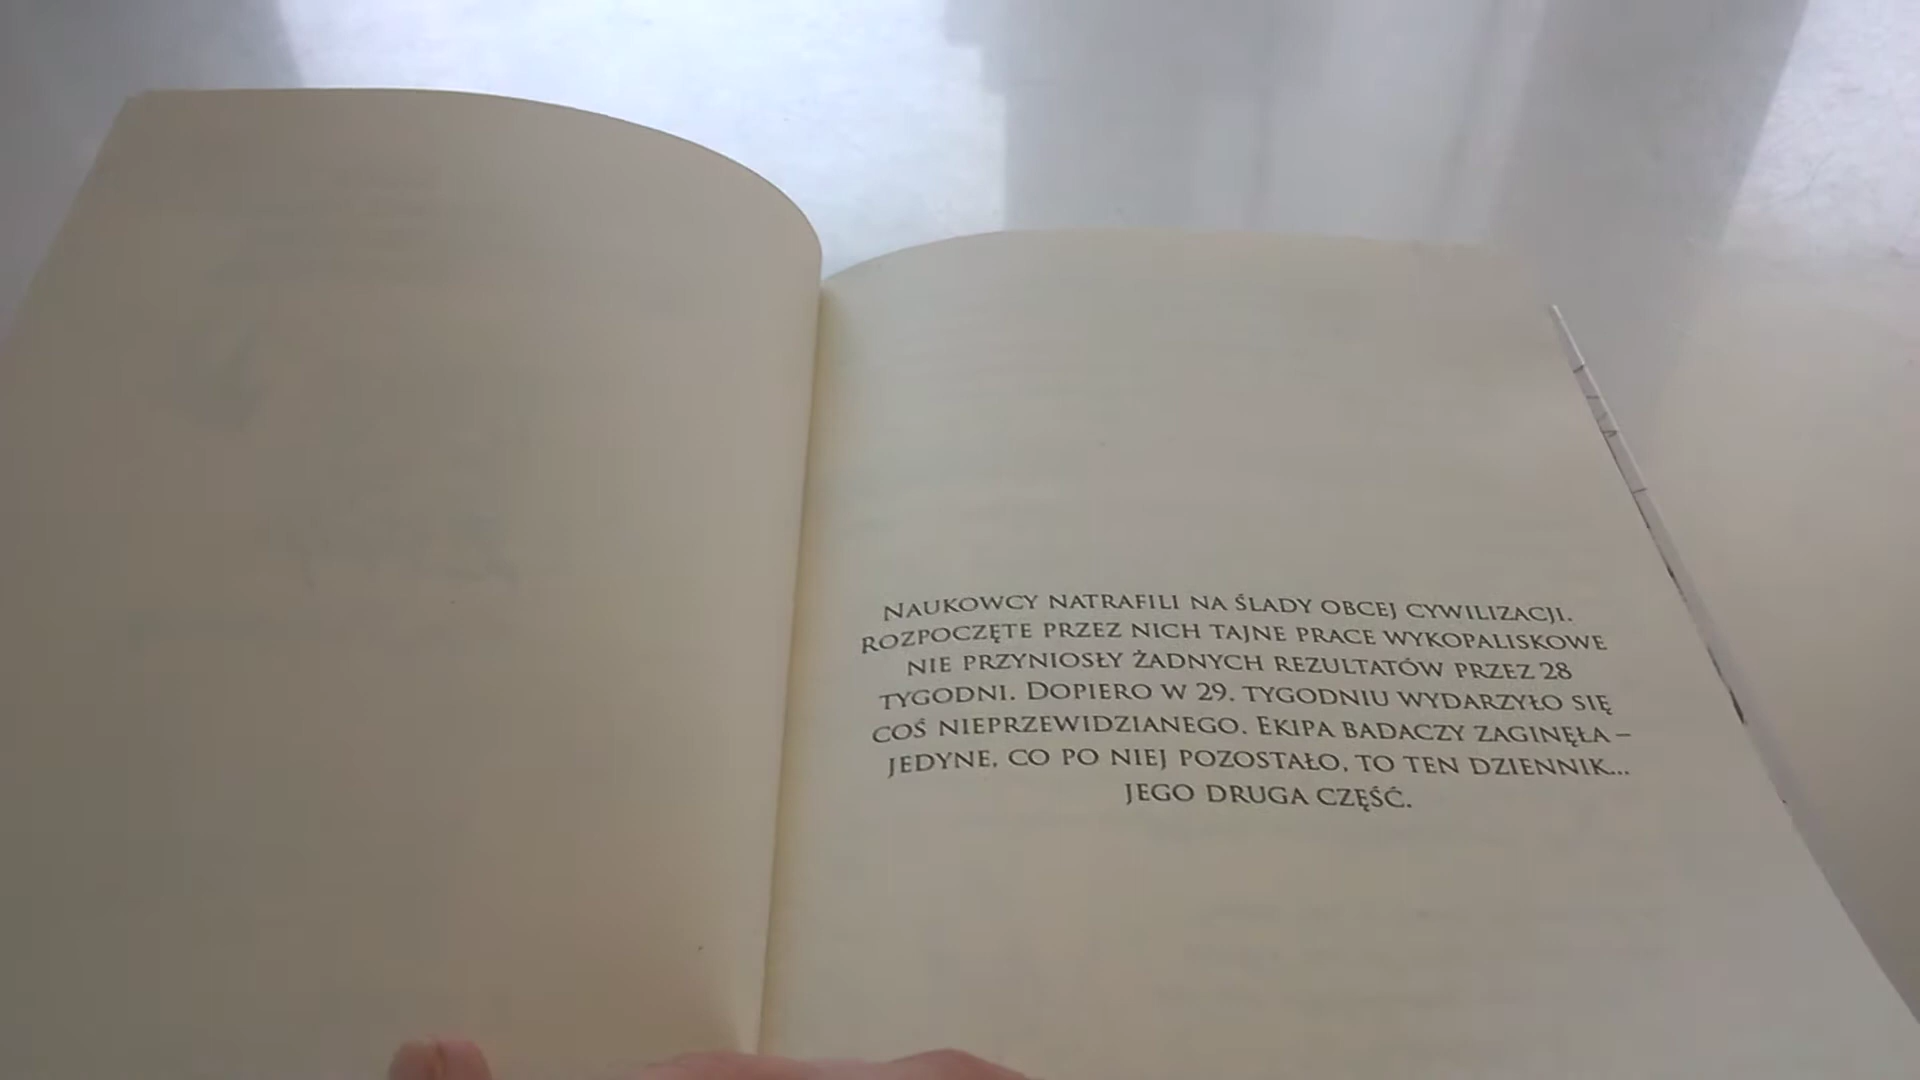 Naukowcy natrafili na ślady obcej cywilizacji.
Rozpoczęte przez nich tajne prace wykopaliskowe
nie przyniosły żadnych rezultatów przez 28
tygodni. Dopiero w 29. tygodniu wydarzyło się
coś nieprzewidzianego. Ekipa badaczy zaginęła –
jedyne, co po niej pozostało, to ten dziennik...
jego druga część.